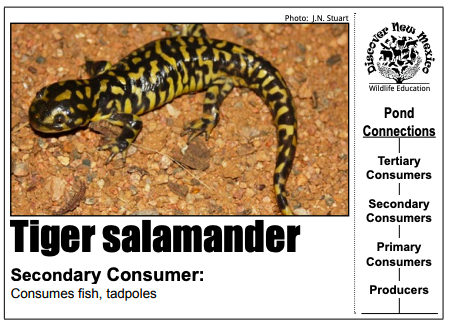 Photo: J.N. Stuart
Tiger salamander
Secondary Consumer:
Consumes fish, tadpoles
Discover New Mexico
Wildlife Education
Pond
Connections
Tertiary
Consumers
Secondary
Consumers
Primary
Consumers
Producers